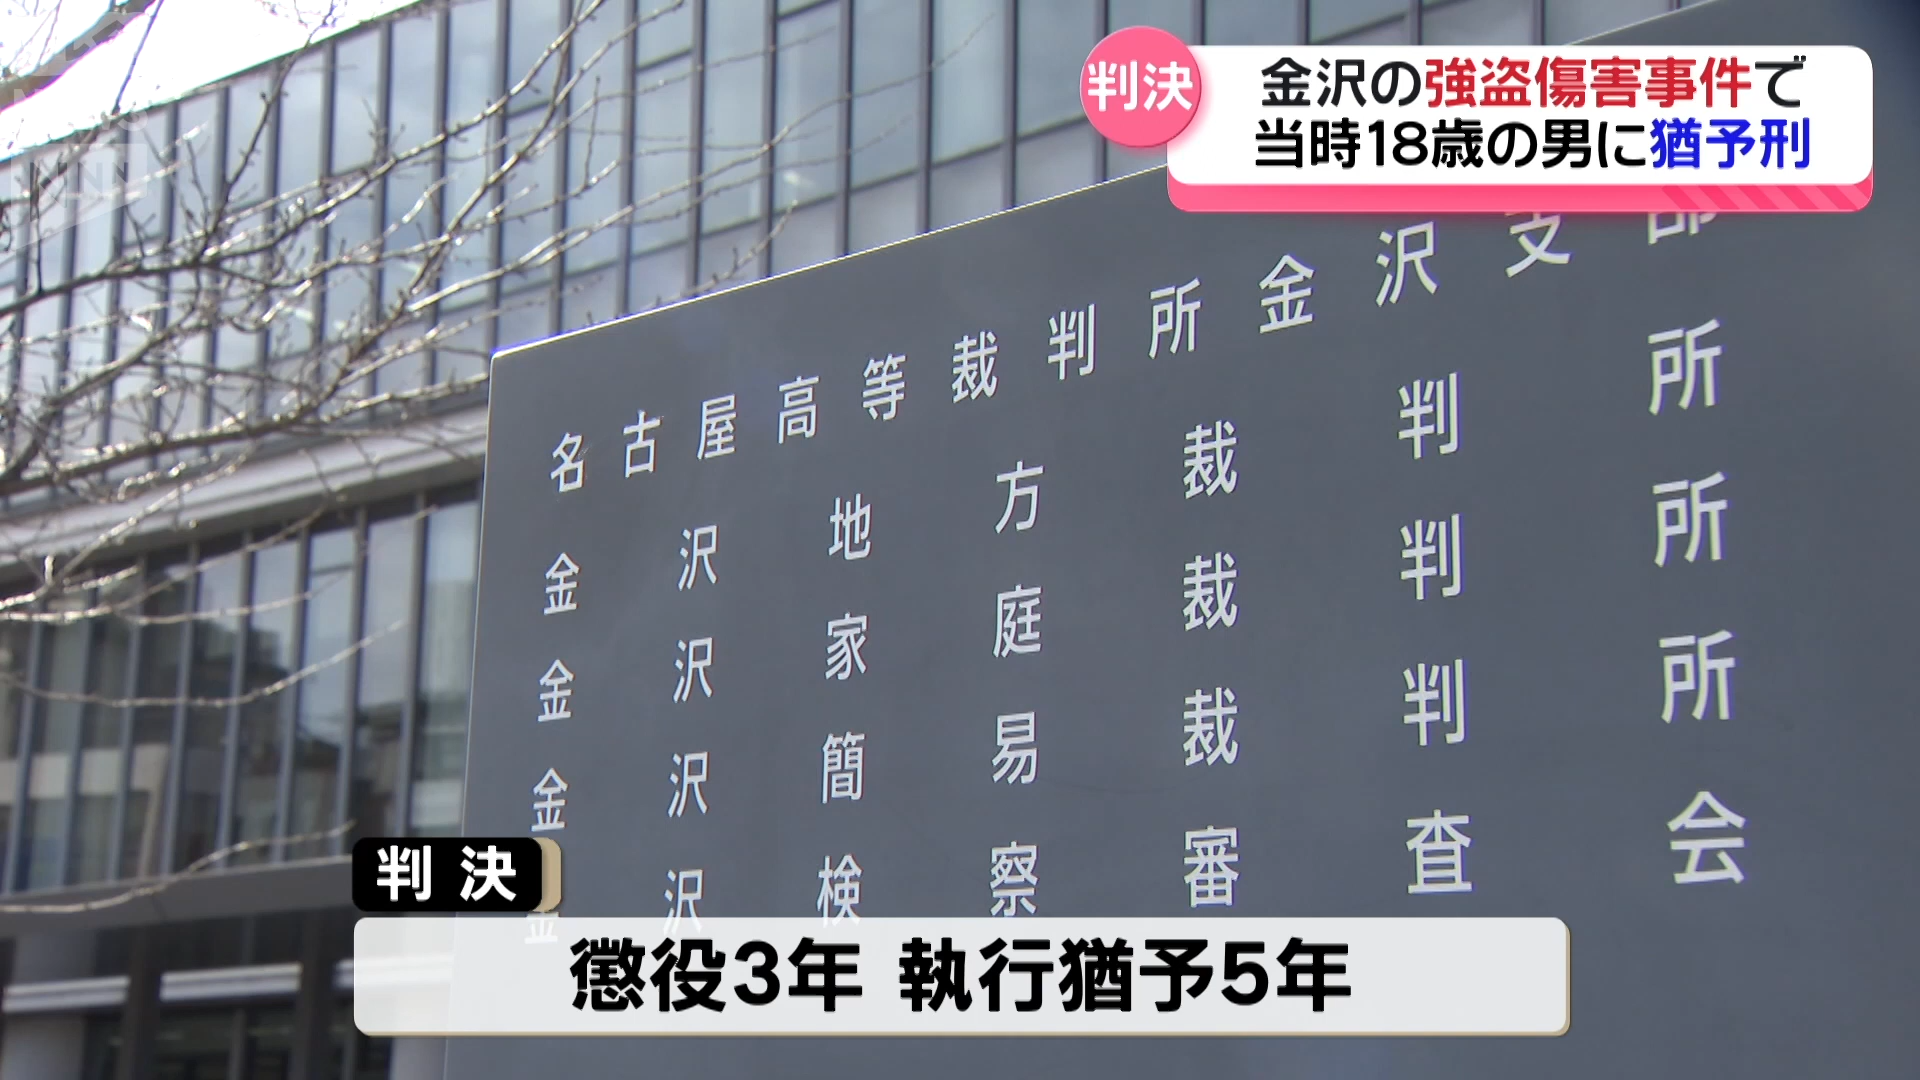 NNN
判決
金沢の強盗傷害事件で
当時18歳の男に猶予刑
名古屋高等裁判所金沢支部
金沢地方裁判所
金沢家庭裁判所
金沢簡易裁判所
金沢検察審査会
判決
懲役3年 執行猶予5年